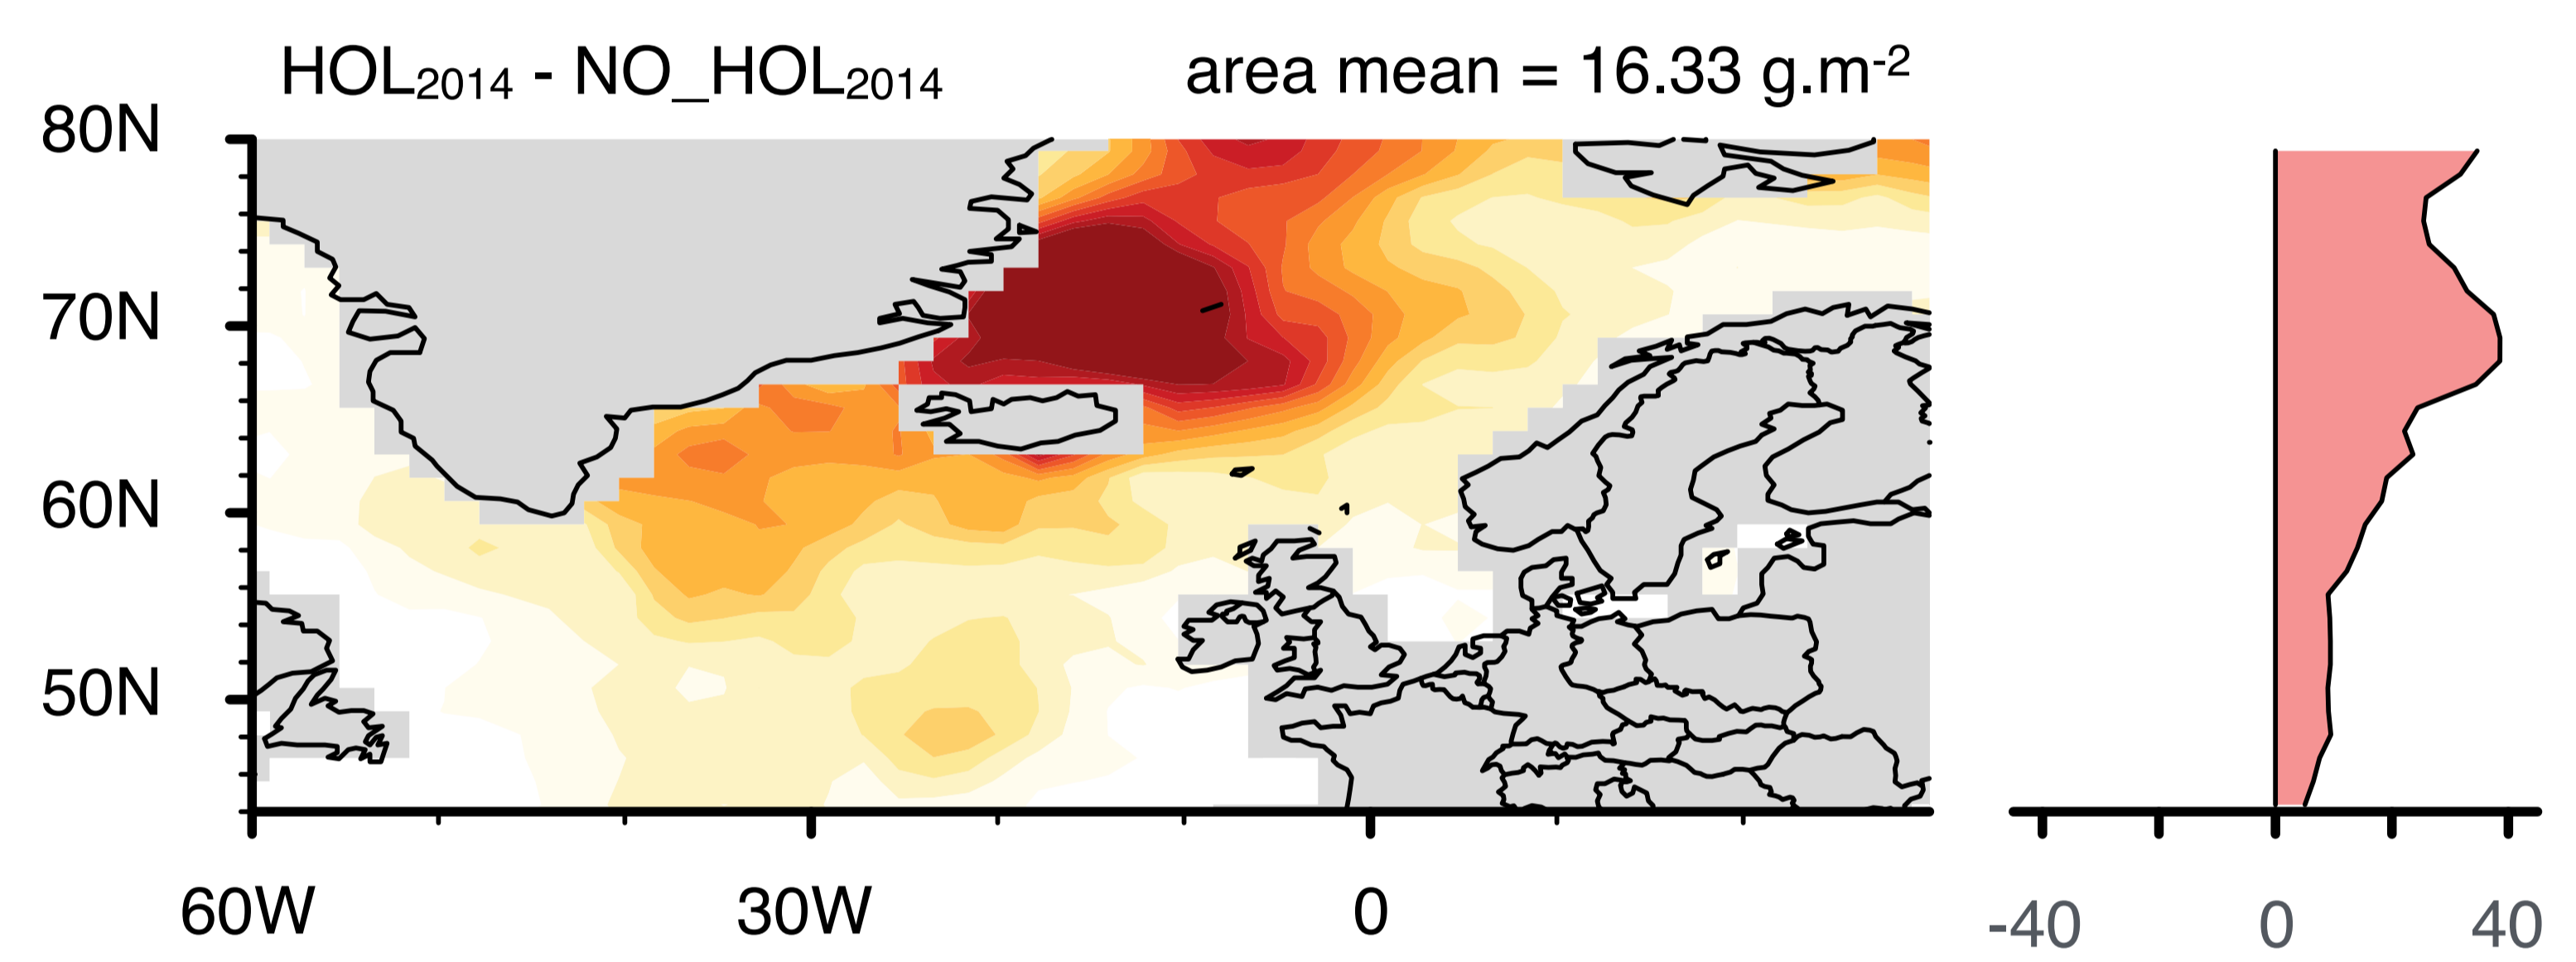 HOL2014 - NO_HOL2014 area mean = 16.33 g.m-2
80N
70N
60N
50N
60W 30W 0 -40 0 40